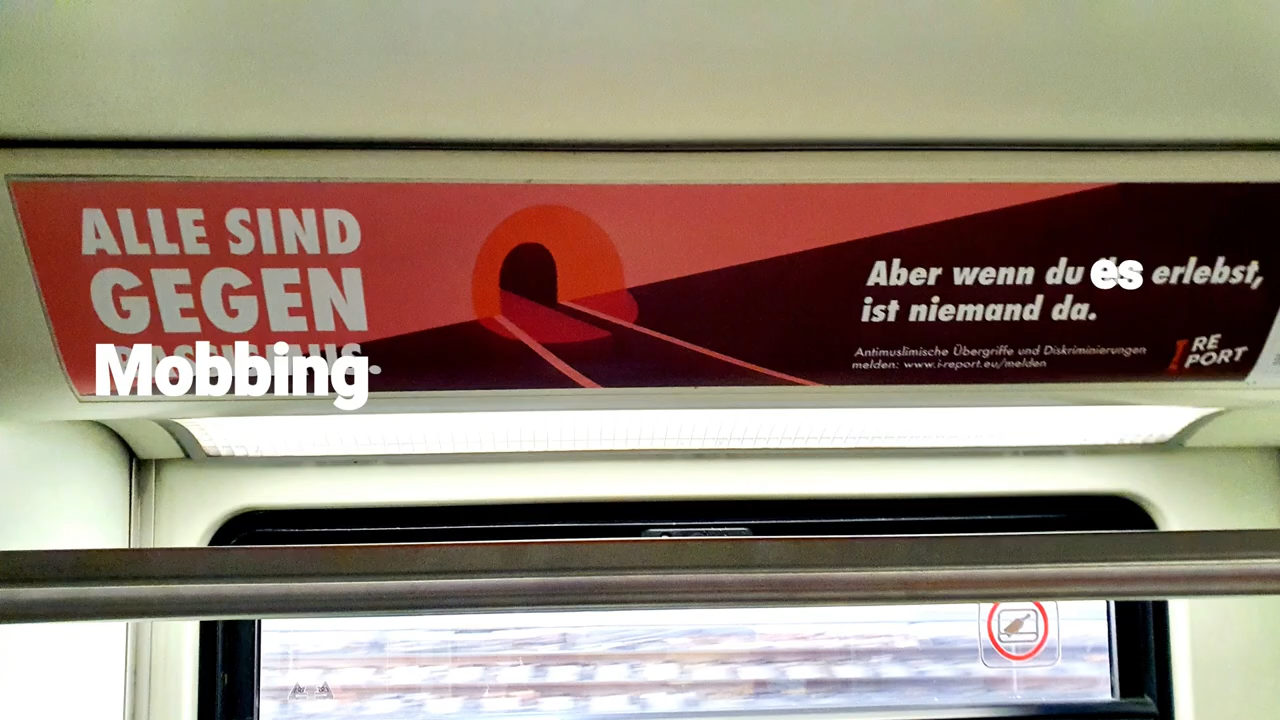 ALLE SIND
GEGEN
Mobbing
Aber wenn du es erlebst,
ist niemand da.
Antimuslimische Übergriffe und Diskriminierungen
melden: www.i-report.eu/melden
I RE
PORT